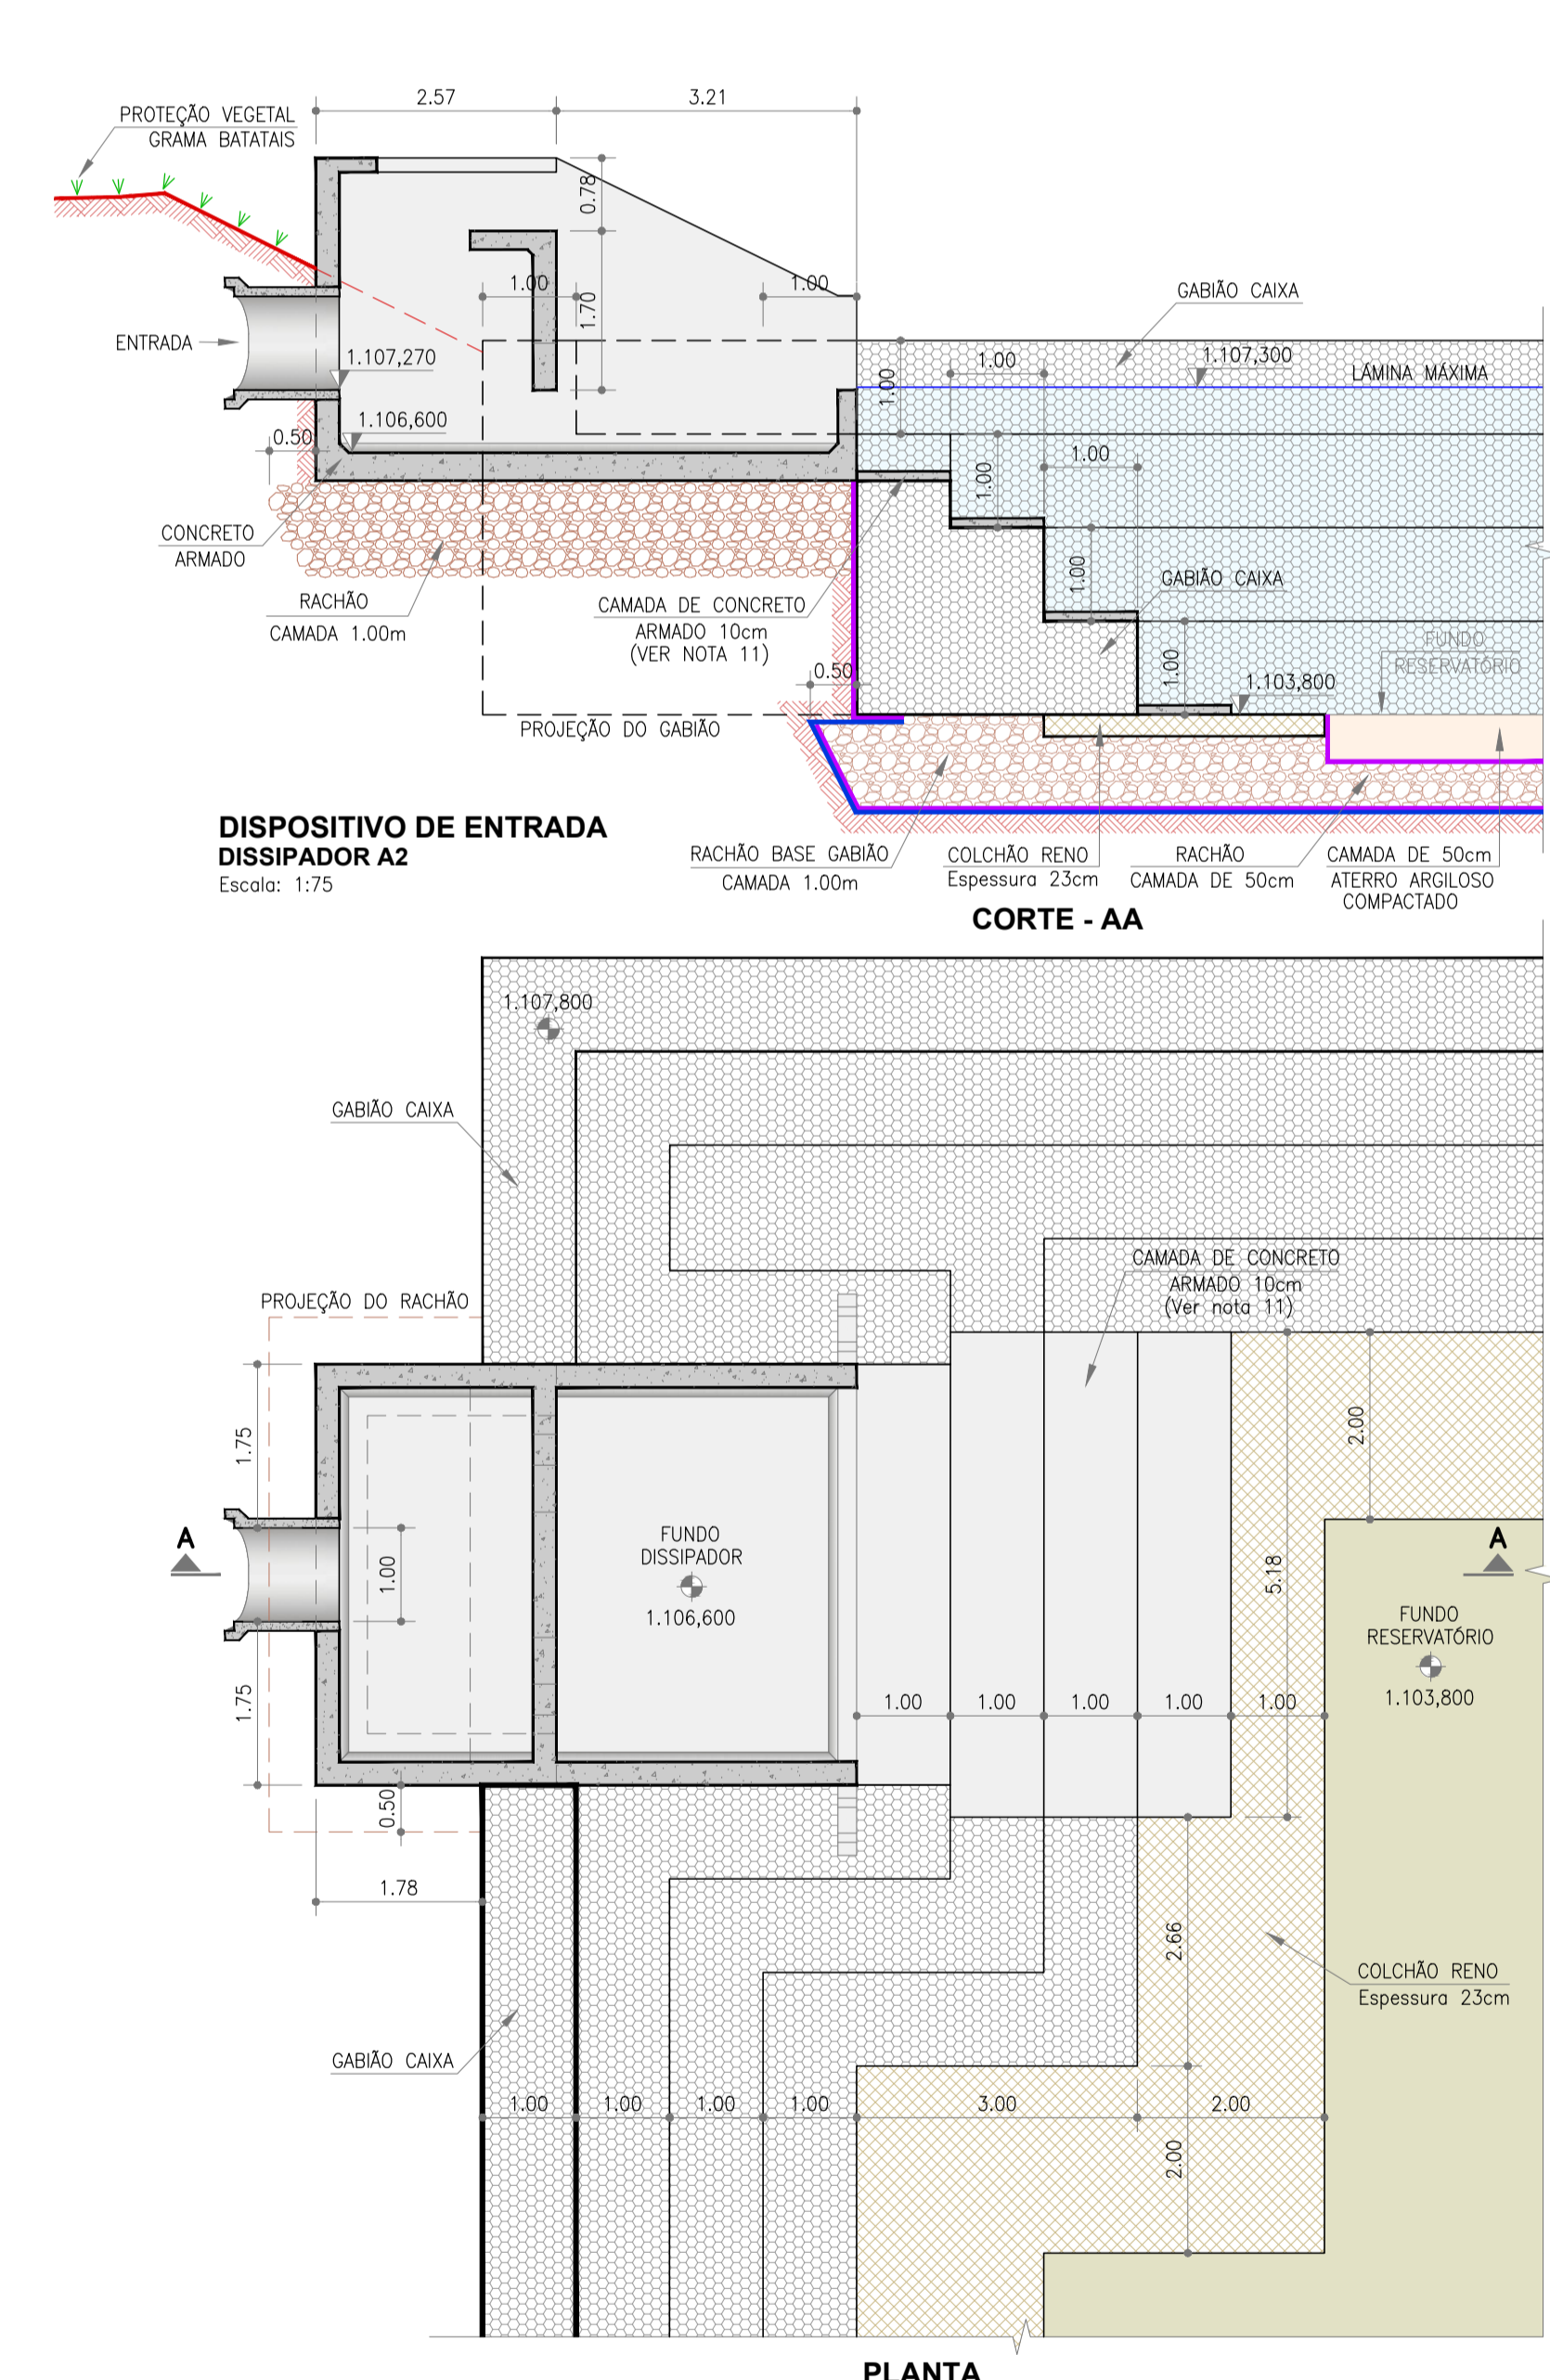 2.57
3.21
PROTEÇÃO VEGETAL
GRAMA BATATAIS
0.78
1.00
1.00
1.70
GABIÃO CAIXA
ENTRADA
1.107,270
1.107,300
LÁMINA MÁXIMA
1.00
1.00
1.106,600
0.50
1.00
1.00
CONCRETO
ARMADO
1.00
GABIÃO CAIXA
RACHÃO
CAMADA 1.00m
CAMADA DE CONCRETO
ARMADO 10cm
(VER NOTA 11)
FUNDO
RESERVATÓRIO
1.00
0.50
1.103,800
PROJEÇÃO DO GABIÃO
DISPOSITIVO DE ENTRADA
DISSIPADOR A2
Escala: 1:75
RACHÃO BASE GABIÃO
CAMADA 1.00m
COLCHÃO RENO
Espessura 23cm
RACHÃO
CAMADA DE 50cm
CAMADA DE 50cm
ATERRO ARGILOSO
COMPACTADO
CORTE - AA
1.107,800
GABIÃO CAIXA
CAMADA DE CONCRETO
ARMADO 10cm
(Ver nota 11)
PROJEÇÃO DO RACHÃO
1.75
2.00
A
1.00
FUNDO
DISSIPADOR
1.106,600
5.18
A
FUNDO
RESERVATÓRIO
1.103,800
1.75
1.00
1.00
1.00
1.00
1.00
0.50
1.78
2.66
COLCHÃO RENO
Espessura 23cm
GABIÃO CAIXA
1.00
1.00
1.00
1.00
3.00
2.00
2.00
PLANTA